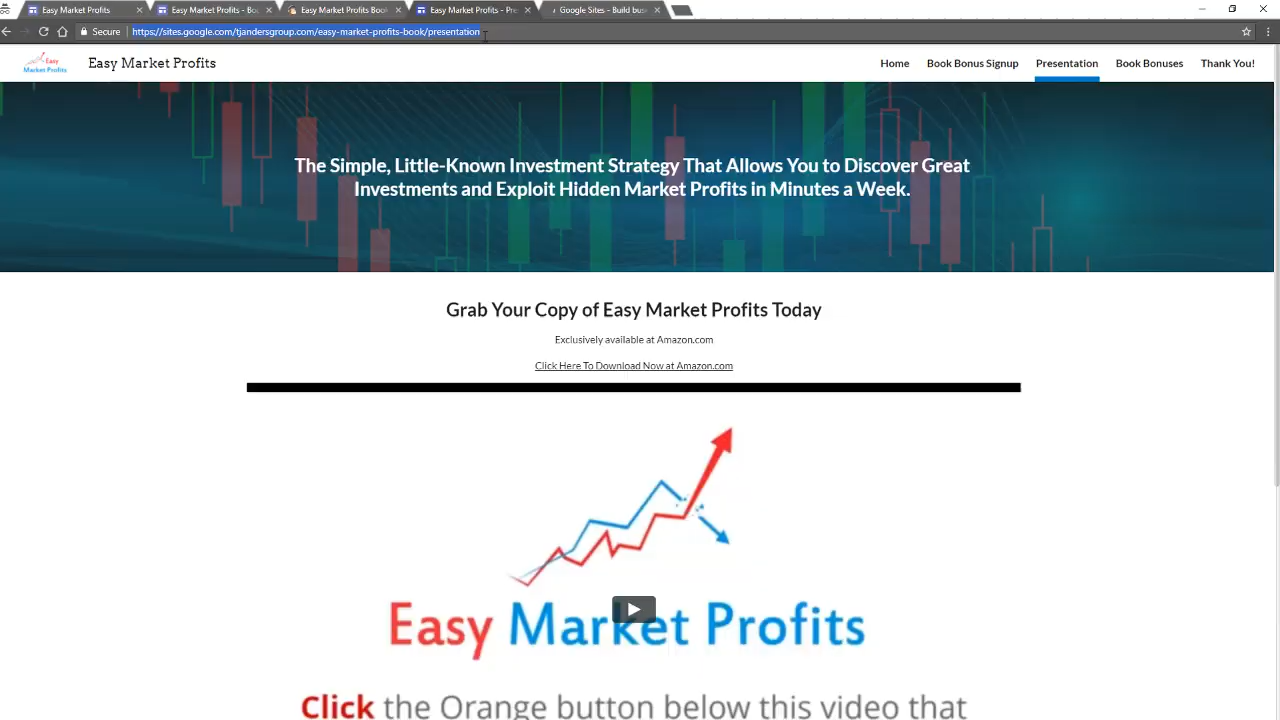 Easy Market Profits
Easy Market Profits - Bo
Easy Market Profits - Book
Easy Market Profits - Pre
Google Sites - Build bus
Secure
https://sites.google.com/tjandersgroup.com/easy-market-profits-book/presentation
Easy
Market Profits
Easy Market Profits
Home
Book Bonus Signup
Presentation
Book Bonuses
Thank You!
The Simple, Little-Known Investment Strategy That Allows You to Discover Great
Investments and Exploit Hidden Market Profits in Minutes a Week.
Grab Your Copy of Easy Market Profits Today
Exclusively available at Amazon.com
Click Here To Download Now at Amazon.com
Easy Market Profits
Click the Orange button below this video that